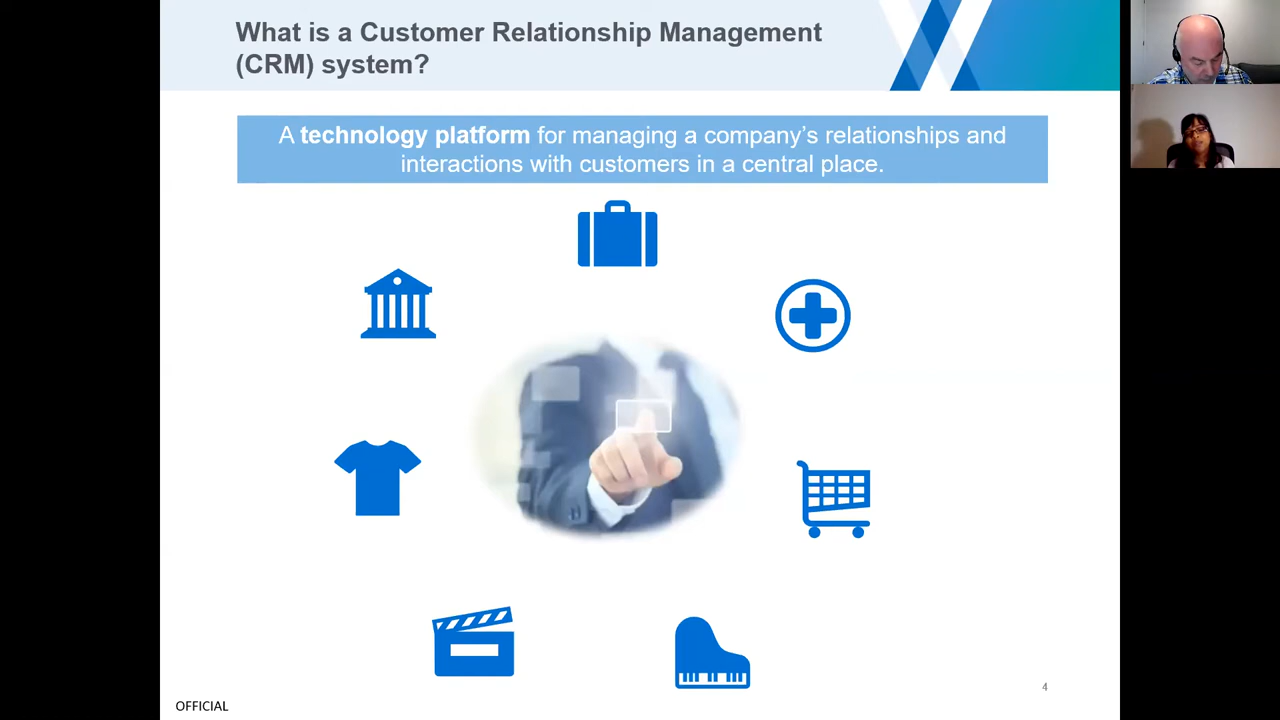 What is a Customer Relationship Management
(CRM) system?
A technology platform for managing a company’s relationships and
interactions with customers in a central place.
4
OFFICIAL